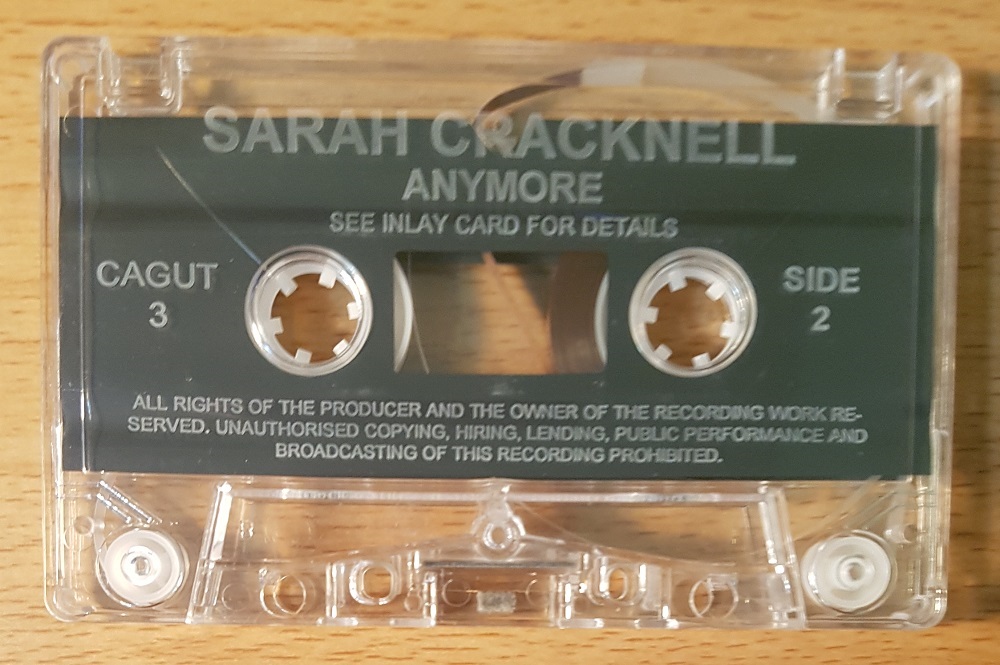 SARAH CRACKNELL
ANYMORE
SEE INLAY CARD FOR DETAILS
CAGUT
3
SIDE
2
ALL RIGHTS OF THE PRODUCER AND THE OWNER OF THE RECORDING WORK RE-
SERVED. UNAUTHORISED COPYING, HIRING, LENDING, PUBLIC PERFORMANCE AND
BROADCASTING OF THIS RECORDING PROHIBITED.